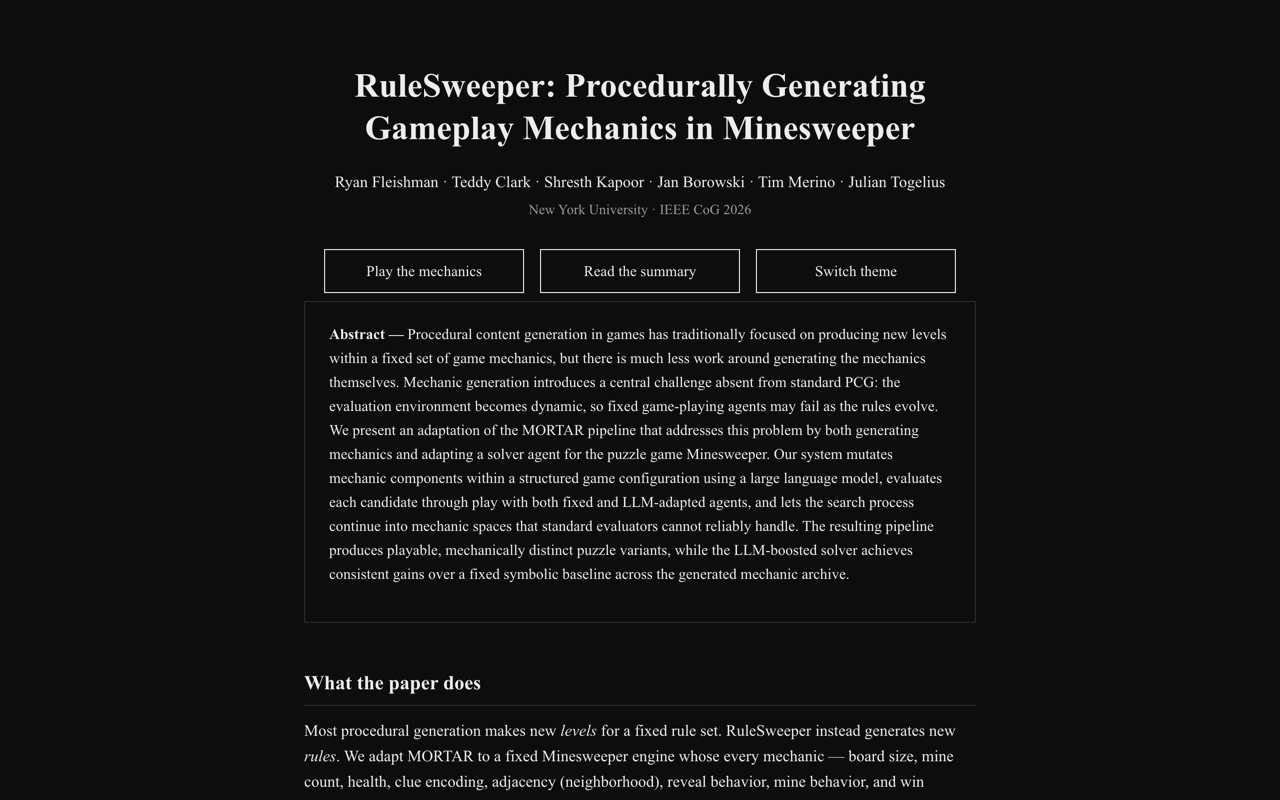 RuleSweeper: Procedurally Generating
Gameplay Mechanics in Minesweeper
Ryan Fleishman · Teddy Clark · Shresth Kapoor · Jan Borowski · Tim Merino · Julian Togelius
New York University · IEEE CoG 2026
Play the mechanics
Read the summary
Switch theme
Abstract — Procedural content generation in games has traditionally focused on producing new levels
within a fixed set of game mechanics, but there is much less work around generating the mechanics
themselves. Mechanic generation introduces a central challenge absent from standard PCG: the
evaluation environment becomes dynamic, so fixed game-playing agents may fail as the rules evolve.
We present an adaptation of the MORTAR pipeline that addresses this problem by both generating
mechanics and adapting a solver agent for the puzzle game Minesweeper. Our system mutates
mechanic components within a structured game configuration using a large language model, evaluates
each candidate through play with both fixed and LLM-adapted agents, and lets the search process
continue into mechanic spaces that standard evaluators cannot reliably handle. The resulting pipeline
produces playable, mechanically distinct puzzle variants, while the LLM-boosted solver achieves
consistent gains over a fixed symbolic baseline across the generated mechanic archive.
What the paper does
Most procedural generation makes new levels for a fixed rule set. RuleSweeper instead generates new
rules. We adapt MORTAR to a fixed Minesweeper engine whose every mechanic — board size, mine
count, health, clue encoding, adjacency (neighborhood), reveal behavior, mine behavior, and win